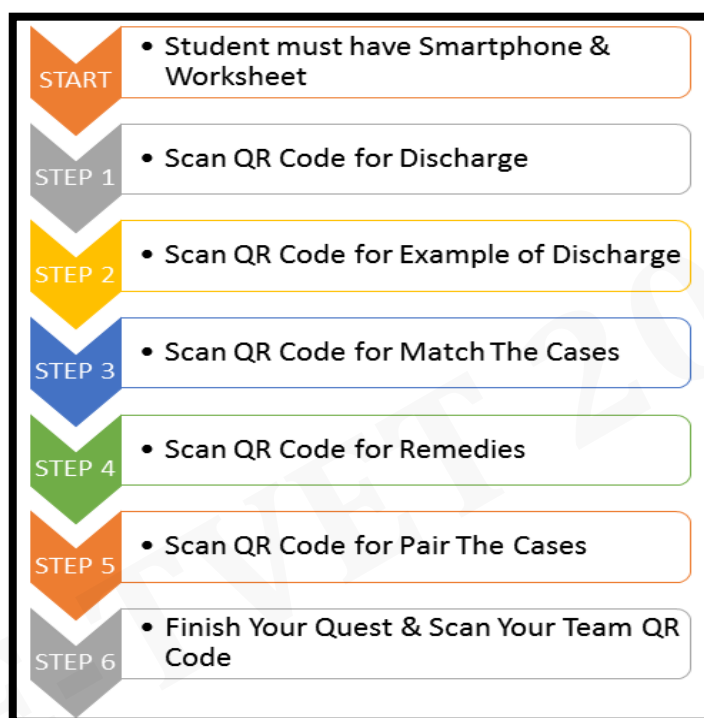 START
• Student must have Smartphone &
Worksheet
STEP 1
• Scan QR Code for Discharge
STEP 2
• Scan QR Code for Example of Discharge
STEP 3
• Scan QR Code for Match The Cases
STEP 4
• Scan QR Code for Remedies
STEP 5
• Scan QR Code for Pair The Cases
STEP 6
• Finish Your Quest & Scan Your Team QR
Code